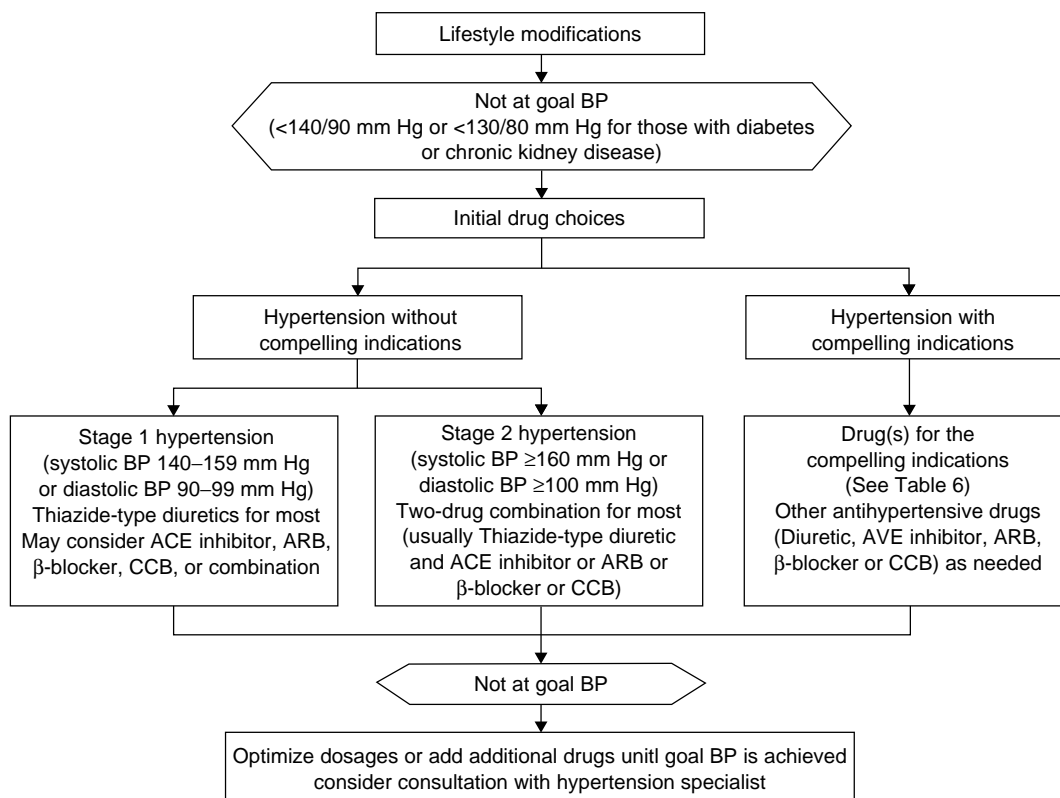 Lifestyle modifications
Not at goal BP
(<140/90 mm Hg or <130/80 mm Hg for those with diabetes
or chronic kidney disease)
Initial drug choices
Hypertension without
compelling indications
Hypertension with
compelling indications
Stage 1 hypertension
(systolic BP 140–159 mm Hg
or diastolic BP 90–99 mm Hg)
Thiazide-type diuretics for most
May consider ACE inhibitor, ARB,
β-blocker, CCB, or combination
Stage 2 hypertension
(systolic BP ≥160 mm Hg or
diastolic BP ≥100 mm Hg)
Two-drug combination for most
(usually Thiazide-type diuretic
and ACE inhibitor or ARB or
β-blocker or CCB)
Drug(s) for the
compelling indications
(See Table 6)
Other antihypertensive drugs
(Diuretic, AVE inhibitor, ARB,
β-blocker or CCB) as needed
Not at goal BP
Optimize dosages or add additional drugs unitl goal BP is achieved
consider consultation with hypertension specialist